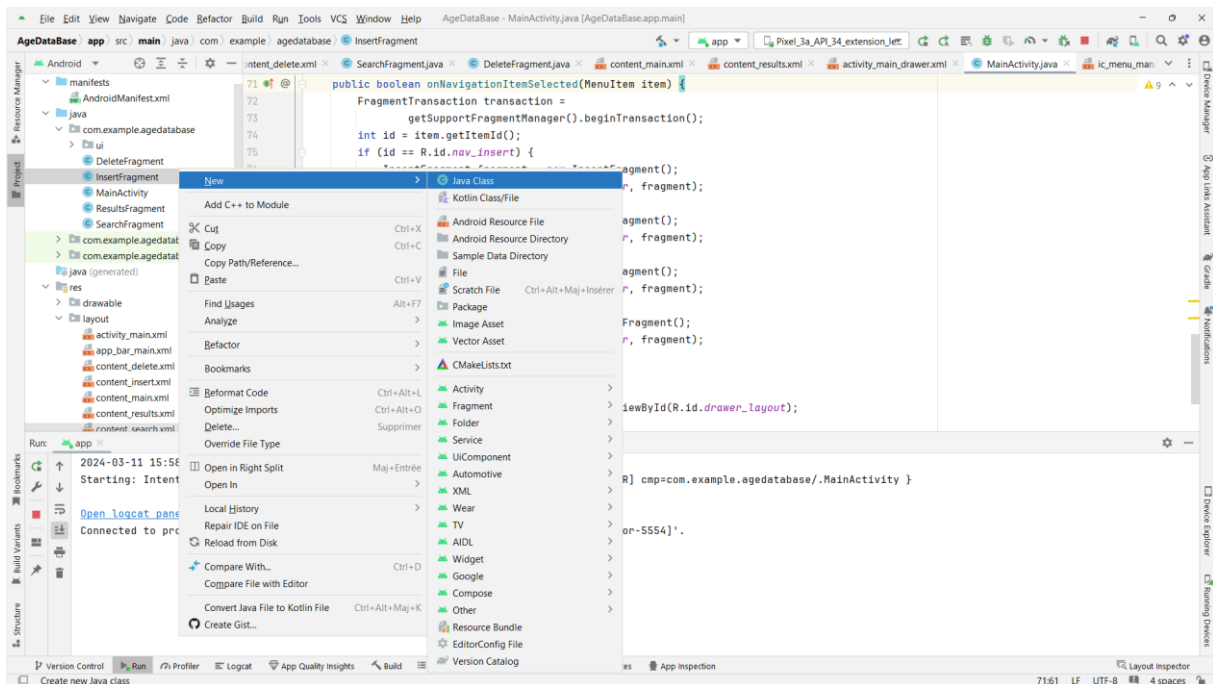 File Edit View Navigate Code Refactor Build Run Tools VCS Window Help AgeDataBase - MainActivity.java [AgeDataBase.app.main]
AgeDataBase app src main java com example agedatabase InsertFragment app Pixel_3a_API_34_extension_lev
Android ntent_delete.xml SearchFragment.java DeleteFragment.java content_main.xml content_results.xml activity_main_drawer.xml MainActivity.java ic_menu_man
manifests
AndroidManifest.xml
java
com.example.agedatabase
ui
DeleteFragment
InsertFragment
MainActivity
ResultsFragment
SearchFragment
com.example.agedatab
com.example.agedatab
java (generated)
res
drawable
layout
activity_main.xml
app_bar_main.xml
content_delete.xml
content_insert.xml
content_main.xml
content_results.xml
content_search.xml
71 @ public boolean onNavigationItemSelected(MenuItem item) {
72 FragmentTransaction transaction =
73 getSupportFragmentManager().beginTransaction();
74 int id = item.getItemId();
75 if (id == R.id.nav_insert) {
InsertFragment fragment = new InsertFragment();
r, fragment);
agment();
r, fragment);
agment();
r, fragment);
Fragment();
r, fragment);
iewById(R.id.drawer_layout);
9
New
Add C++ to Module
Cut Ctrl+X
Copy Ctrl+C
Copy Path/Reference...
Paste Ctrl+V
Find Usages Alt+F7
Analyze
Refactor
Bookmarks
Reformat Code Ctrl+Alt+L
Optimize Imports Ctrl+Alt+O
Delete... Supprimer
Override File Type
Open in Right Split Maj+Entrée
Open In
Local History
Repair IDE on File
Reload from Disk
Compare With... Ctrl+D
Compare File with Editor
Convert Java File to Kotlin File Ctrl+Alt+Maj+K
Create Gist...
Java Class
Kotlin Class/File
Android Resource File
Android Resource Directory
Sample Data Directory
File
Scratch File Ctrl+Alt+Maj+Insérer
Package
Image Asset
Vector Asset
CMakeLists.txt
Activity
Fragment
Folder
Service
UiComponent
Automotive
XML
Wear
TV
AIDL
Widget
Google
Compose
Other
Resource Bundle
EditorConfig File
Version Catalog
Run: app
2024-03-11 15:58
Starting: Intent R] cmp=com.example.agedatabase/.MainActivity }
Open logcat pane
Connected to pro or-5554]'.
Resource Manager
Project
Bookmarks
Build Variants
Structure
Device Manager
App Links Assistant
Gradle
Notifications
Device Explorer
Running Devices
Version Control Run Profiler Logcat App Quality Insights Build es App Inspection Layout Inspector
Create new Java class 71:61 LF UTF-8 4 spaces